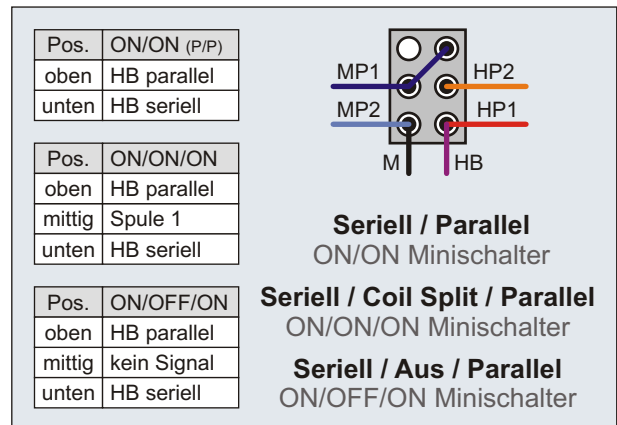 Pos. ON/ON (P/P)
oben HB parallel
unten HB seriell
Pos. ON/ON/ON
oben HB parallel
mittig Spule 1
unten HB seriell
Pos. ON/OFF/ON
oben HB parallel
mittig kein Signal
unten HB seriell
MP1 HP2
MP2 HP1
M HB
Seriell / Parallel
ON/ON Minischalter
Seriell / Coil Split / Parallel
ON/ON/ON Minischalter
Seriell / Aus / Parallel
ON/OFF/ON Minischalter